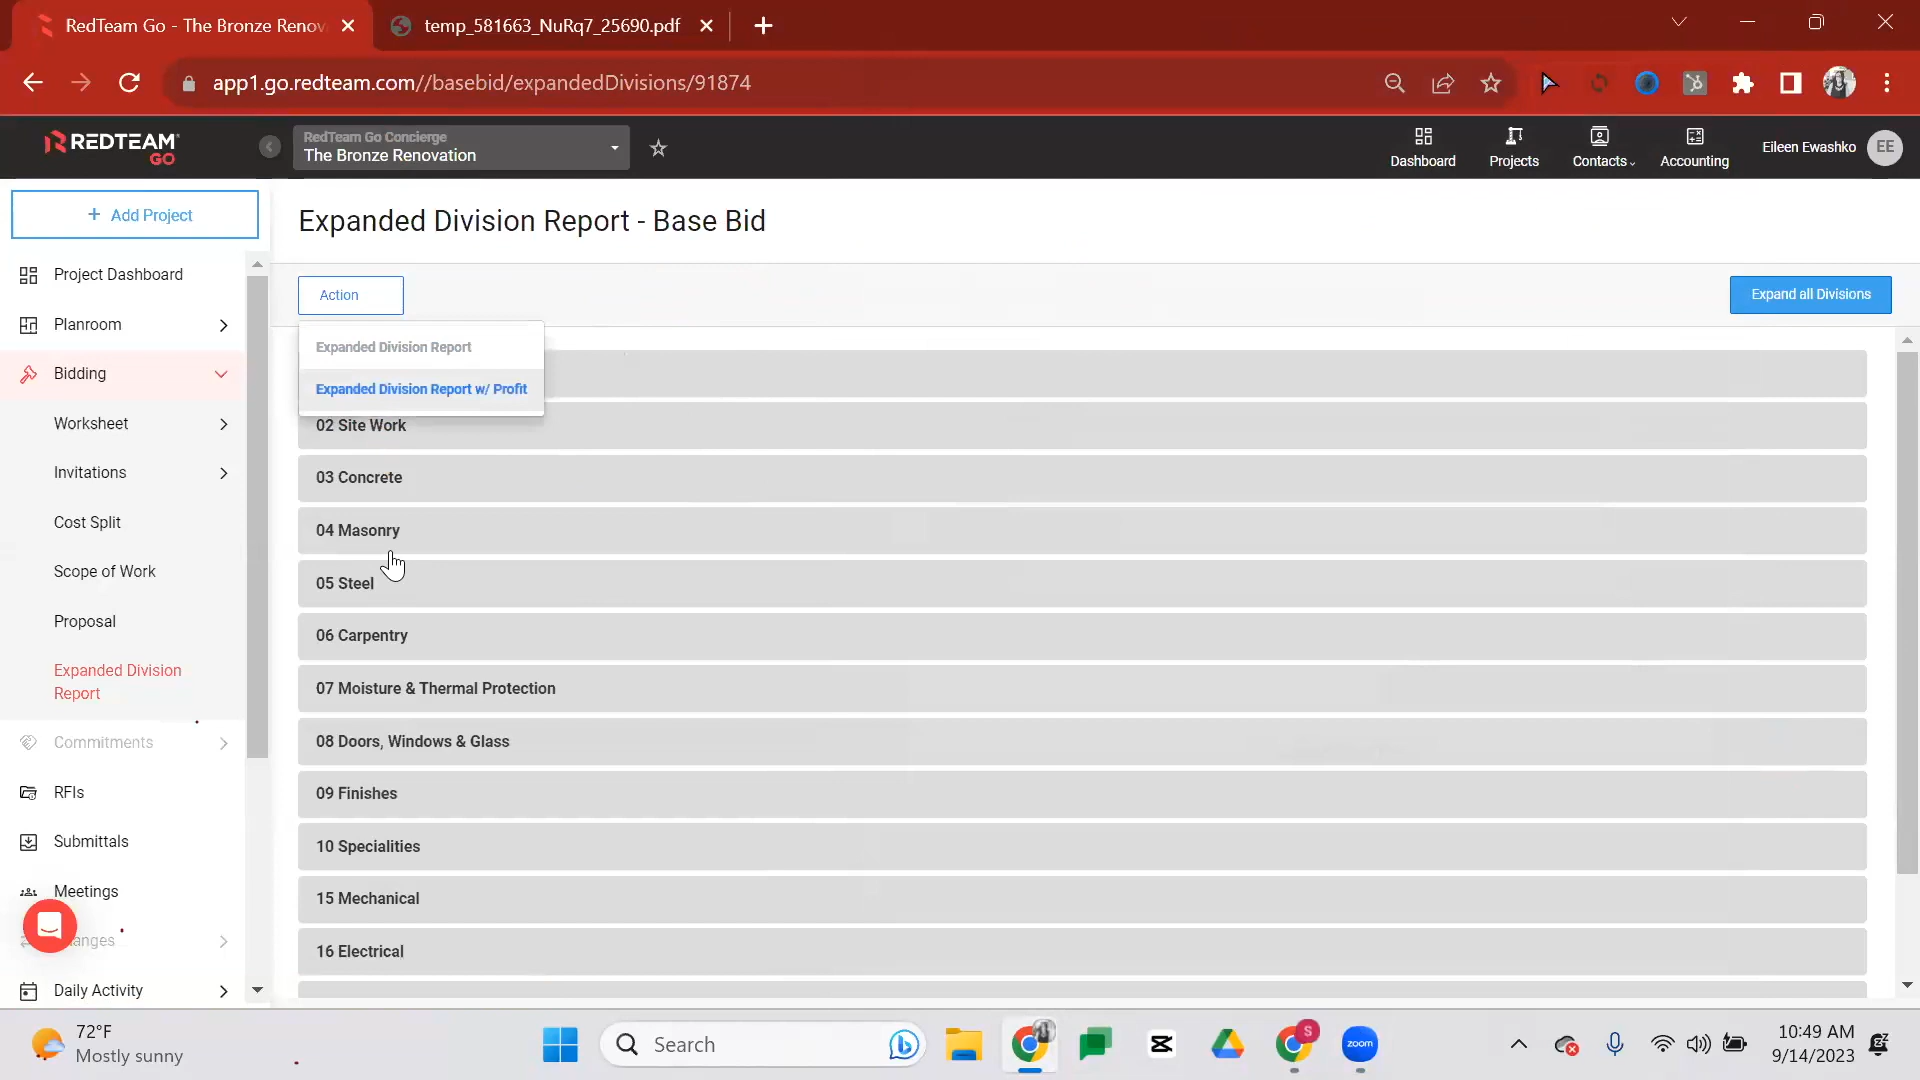 RedTeam Go - The Bronze Renov
temp_581663_NuRq7_25690.pdf
app1.go.redteam.com//basebid/expandedDivisions/91874
REDTEAM GO
RedTeam Go Concierge
The Bronze Renovation
Dashboard
Projects
Contacts
Accounting
Eileen Ewashko
EE
+ Add Project
Project Dashboard
Planroom
Bidding
Worksheet
Invitations
Cost Split
Scope of Work
Proposal
Expanded Division
Report
Commitments
RFIs
Submittals
Meetings
anges
Daily Activity
Expanded Division Report - Base Bid
Action
Expand all Divisions
Expanded Division Report
Expanded Division Report w/ Profit
02 Site Work
03 Concrete
04 Masonry
05 Steel
06 Carpentry
07 Moisture & Thermal Protection
08 Doors, Windows & Glass
09 Finishes
10 Specialities
15 Mechanical
16 Electrical
72°F
Mostly sunny
Search
S
zoom
10:49 AM
9/14/2023